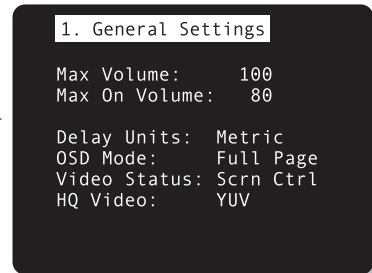 1. General Settings
Max Volume: 100
Max On Volume: 80
Delay Units: Metric
OSD Mode: Full Page
Video Status: Scrn Ctrl
HQ Video: YUV